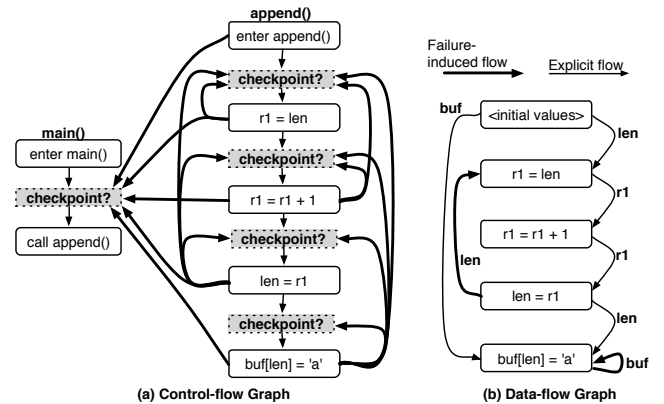 append()
enter append()
checkpoint?
r1 = len
checkpoint?
r1 = r1 + 1
checkpoint?
len = r1
checkpoint?
buf[len] = 'a'
main()
enter main()
checkpoint?
call append()
(a) Control-flow Graph
Failure-
induced flow
Explicit flow
buf
<initial values>
len
r1 = len
r1
r1 = r1 + 1
len
r1
len = r1
len
buf[len] = 'a'
buf
(b) Data-flow Graph